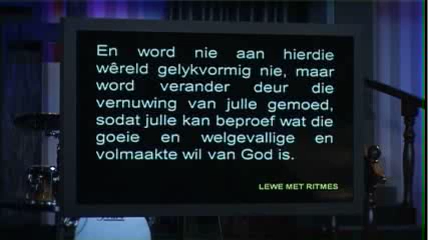 En word nie aan hierdie
wêreld gelykvormig nie, maar
word verander deur die
vernuwing van julle gemoed,
sodat julle kan beproef wat die
goeie en welgevallige en
volmaakte wil van God is.
LEWE MET RITMES